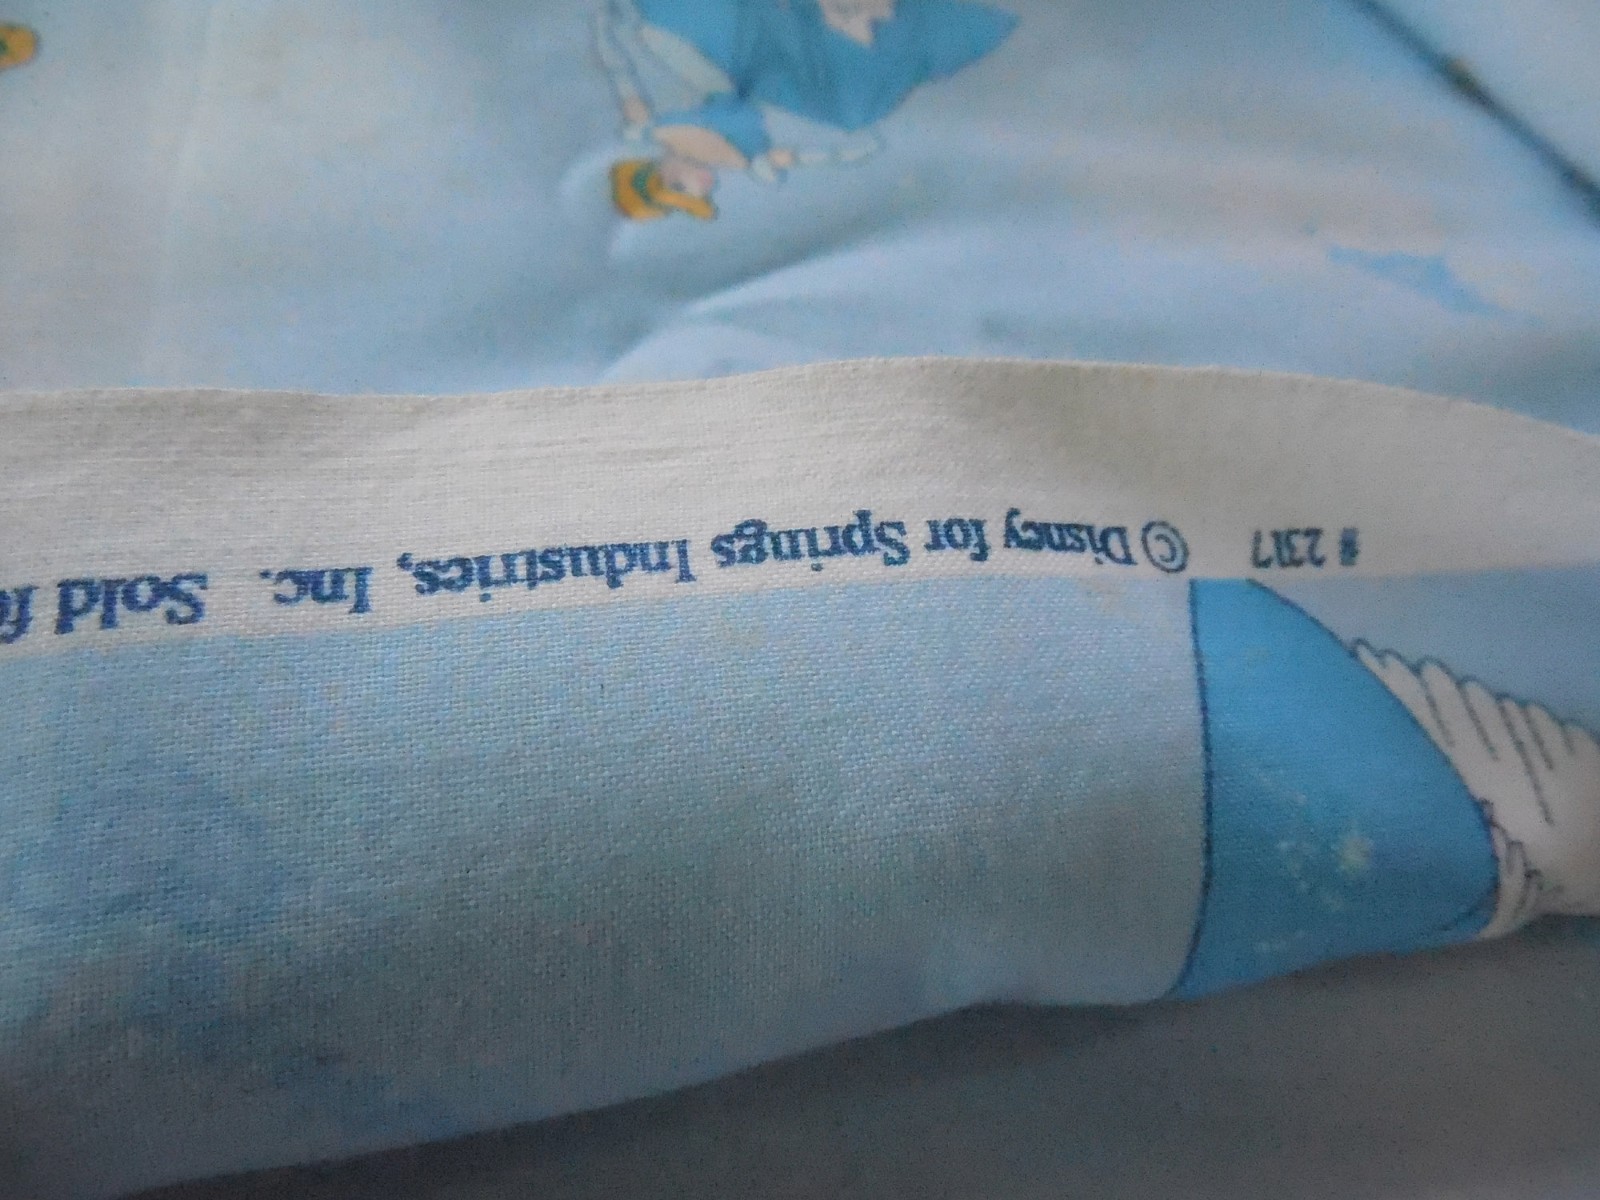 # 2317 © Disney for Springs Industries, Inc. Sold